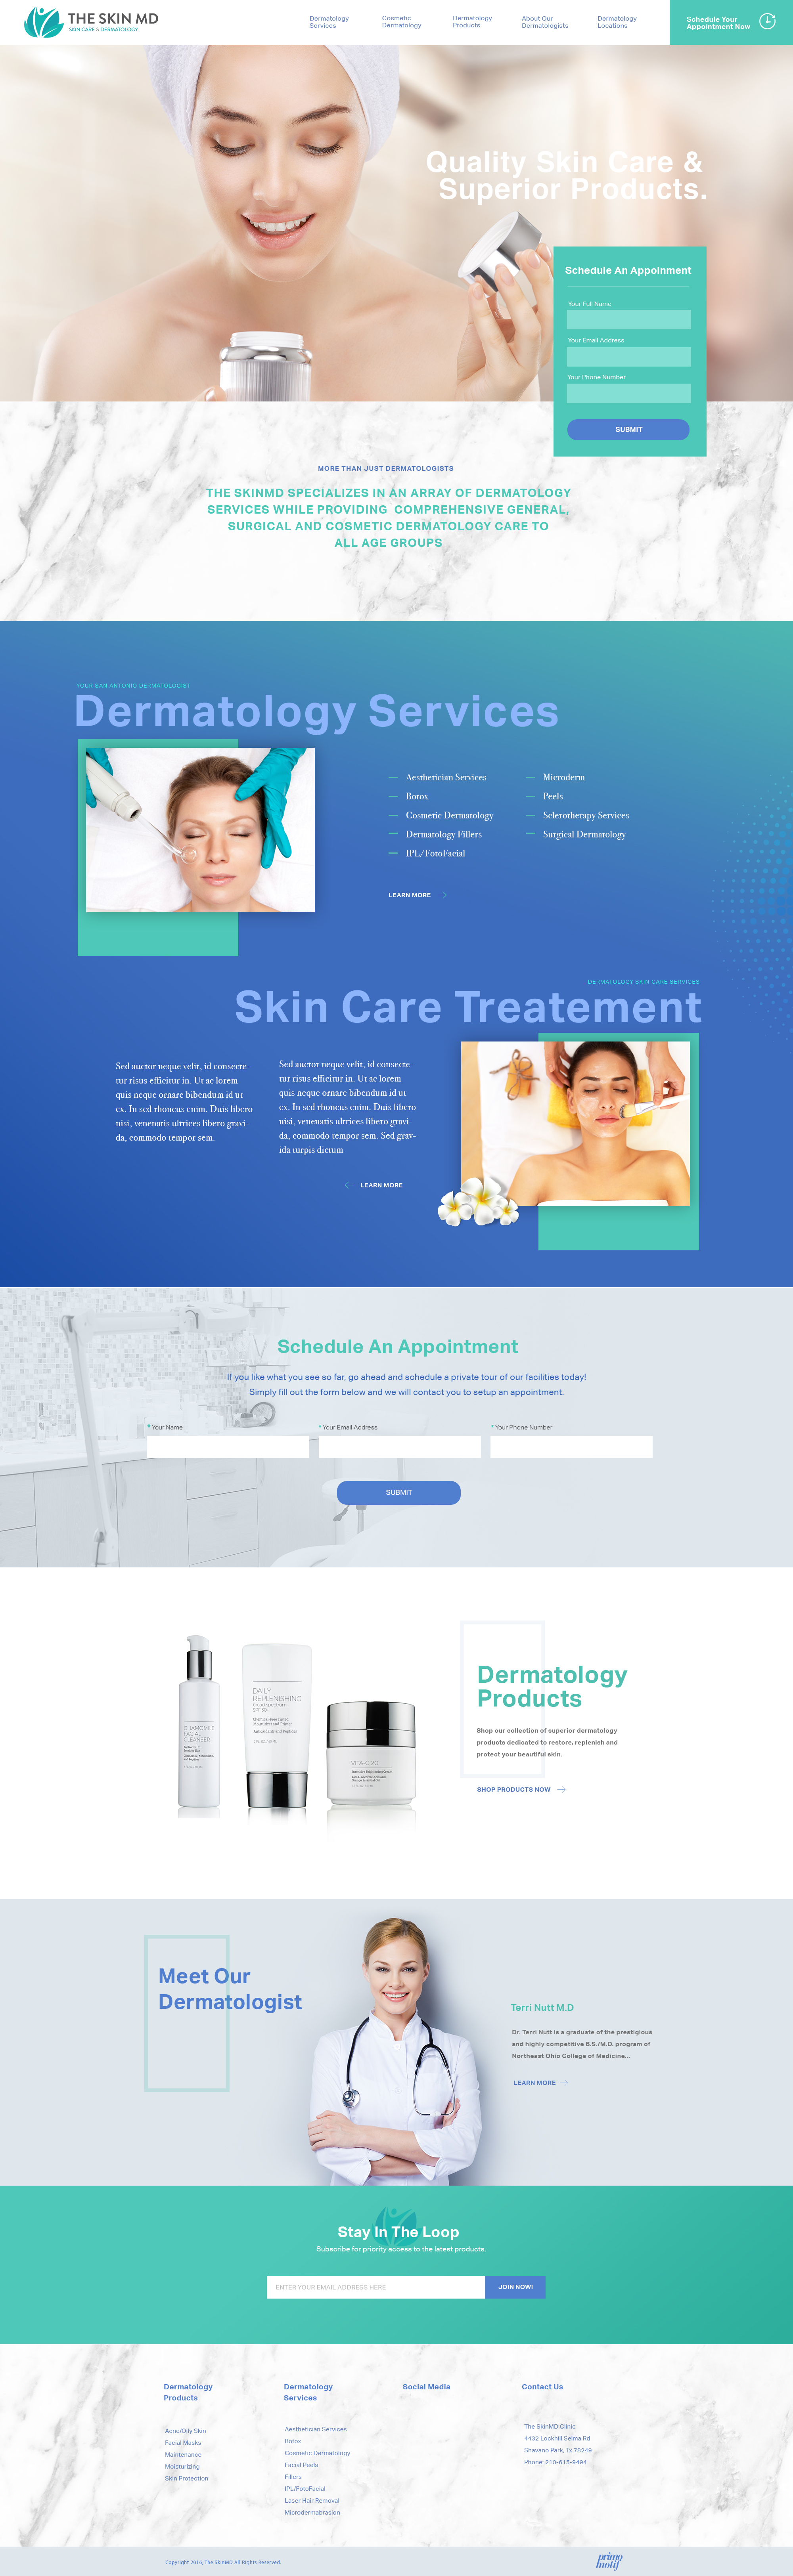 THE SKIN MD
SKIN CARE & DERMATOLOGY
Dermatology
Services
Cosmetic
Dermatology
Dermatology
Products
About Our
Dermatologists
Dermatology
Locations
Schedule Your
Appointment Now
Quality Skin Care &
Superior Products.
Schedule An Appoinment
Your Full Name
Your Email Address
Your Phone Number
SUBMIT
MORE THAN JUST DERMATOLOGISTS
THE SKINMD SPECIALIZES IN AN ARRAY OF DERMATOLOGY
SERVICES WHILE PROVIDING COMPREHENSIVE GENERAL,
SURGICAL AND COSMETIC DERMATOLOGY CARE TO
ALL AGE GROUPS
YOUR SAN ANTONIO DERMATOLOGIST
Dermatology Services
Aesthetician Services
Botox
Cosmetic Dermatology
Dermatology Fillers
IPL/FotoFacial
Microderm
Peels
Sclerotherapy Services
Surgical Dermatology
LEARN MORE
DERMATOLOGY SKIN CARE SERVICES
Skin Care Treatement
Sed auctor neque velit, id consecte-
tur risus efficitur in. Ut ac lorem
quis neque ornare bibendum id ut
ex. In sed rhoncus enim. Duis libero
nisi, venenatis ultrices libero gravi-
da, commodo tempor sem.
Sed auctor neque velit, id consecte-
tur risus efficitur in. Ut ac lorem
quis neque ornare bibendum id ut
ex. In sed rhoncus enim. Duis libero
nisi, venenatis ultrices libero gravi-
da, commodo tempor sem. Sed grav-
ida turpis dictum
LEARN MORE
Schedule An Appointment
If you like what you see so far, go ahead and schedule a private tour of our facilities today!
Simply fill out the form below and we will contact you to setup an appointment.
* Your Name
* Your Email Address
* Your Phone Number
SUBMIT
CHAMOMILE
FACIAL
CLEANSER
DAILY
REPLENISHING
broad spectrum
SPF 30+
VITA-C 20
Dermatology
Products
Shop our collection of superior dermatology
products dedicated to restore, replenish and
protect your beautiful skin.
SHOP PRODUCTS NOW
Meet Our
Dermatologist
Terri Nutt M.D
Dr. Terri Nutt is a graduate of the prestigious
and highly competitive B.S./M.D. program of
Northeast Ohio College of Medicine...
LEARN MORE
Stay In The Loop
Subscribe for priority access to the latest products.
ENTER YOUR EMAIL ADDRESS HERE
JOIN NOW!
Dermatology
Products
Acne/Oily Skin
Facial Masks
Maintenance
Moisturizing
Skin Protection
Dermatology
Services
Aesthetician Services
Botox
Cosmetic Dermatology
Facial Peels
Fillers
IPL/FotoFacial
Laser Hair Removal
Microdermabrasion
Social Media
Contact Us
The SkinMD Clinic
4432 Lockhill Selma Rd
Shavano Park, Tx 78249
Phone: 210-615-9494
Copyright 2016, The SkinMD All Rights Reserved.
primo
motif